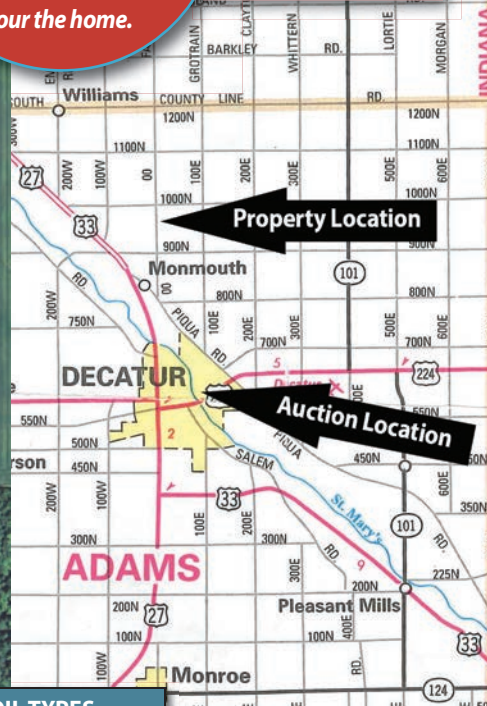 our the home.
GROTRAIN
BARKLEY RD.
WHITTERN
LORTIE
MORGAN
INDIANA
SOUTH
Williams
COUNTY LINE RD.
1200N
1200N
1100N
1100N
27
200W
100W
00
100E
200E
300E
500E
600E
1000N
1000N
33
Property Location
900N
900N
RD.
Monmouth
00
101
800N
200W
PIQUA
RD.
100E
200E
300E
750N
700N
500E
600E
700N
5
224
DECATUR
Auction Location
550N
550N
2
500N
450N
rson
PIQUA
450N
SALEM
200W
100W
33
101
600E
350N
100E
200E
St. Mary's
RD.
300N
300N
ADAMS
RD.
300E
9
225N
200N
200N
Pleasant Mills
27
100N
100N
400E
33
100W
RD.
Monroe
124